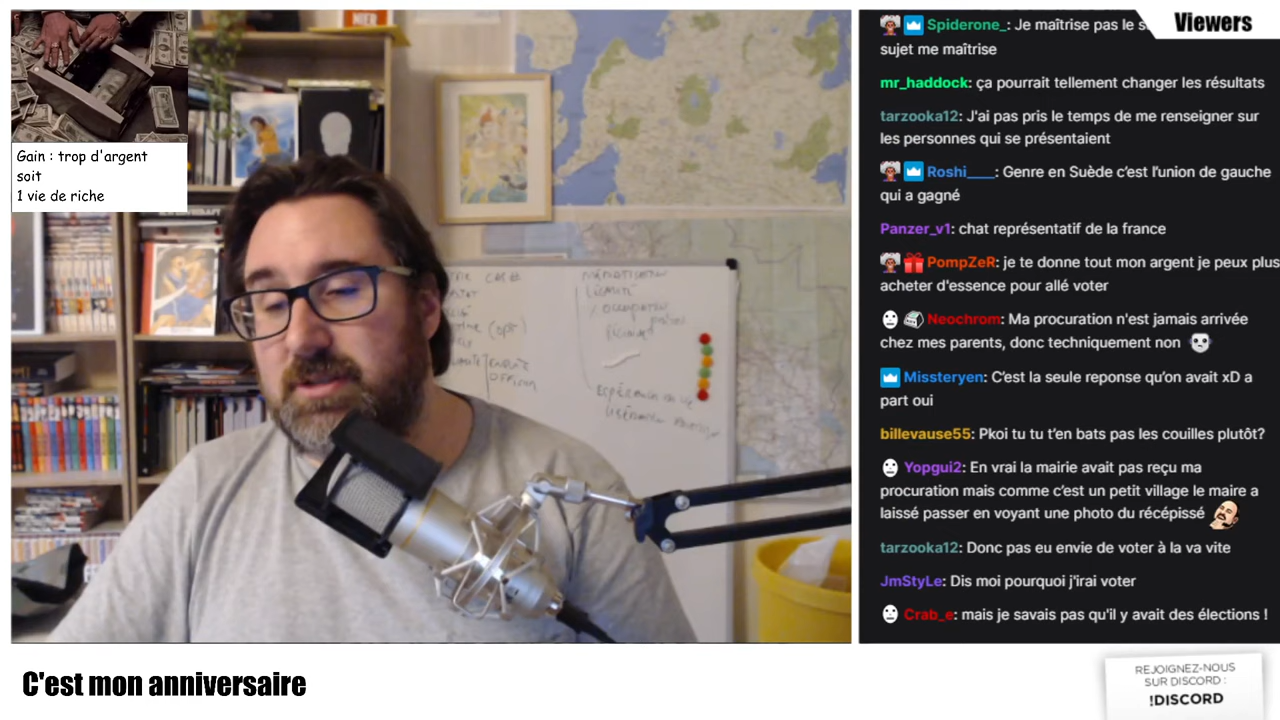 HIER
Gain : trop d'argent
soit
1 vie de riche
Viewers
Spiderone_: Je maîtrise pas le
sujet me maîtrise
mr_haddock: ça pourrait tellement changer les résultats
tarzooka12: J'ai pas pris le temps de me renseigner sur
les personnes qui se présentaient
Roshi____: Genre en Suède c’est l’union de gauche
qui a gagné
Panzer_v1: chat représentatif de la france
PompZeR: je te donne tout mon argent je peux plus
acheter d'essence pour allé voter
Neochrom: Ma procuration n'est jamais arrivée
chez mes parents, donc techniquement non
Missteryen: C’est la seule reponse qu’on avait xD a
part oui
billevause55: Pkoi tu tu t’en bats pas les couilles plutôt?
Yopgui2: En vrai la mairie avait pas reçu ma
procuration mais comme c’est un petit village le maire a
laissé passer en voyant une photo du récépissé
tarzooka12: Donc pas eu envie de voter à la va vite
JmStyLe: Dis moi pourquoi j'irai voter
Crab_e: mais je savais pas qu'il y avait des élections !
C'est mon anniversaire
REJOIGNEZ-NOUS
SUR DISCORD :
!DISCORD